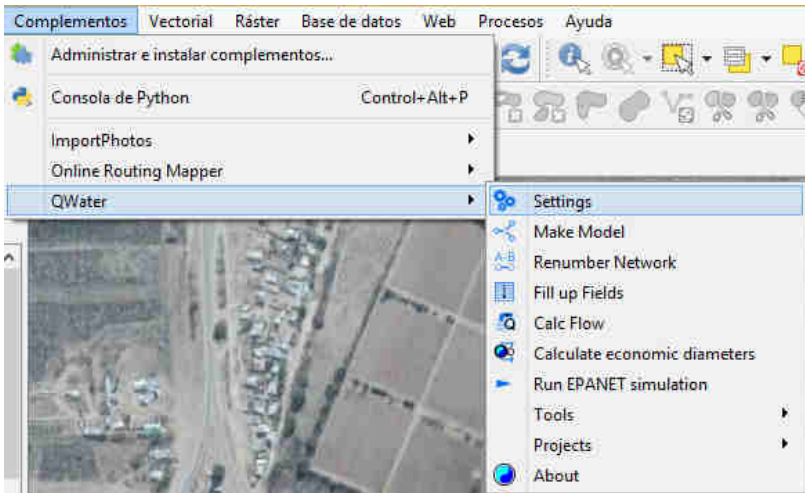 Complementos Vectorial Ráster Base de datos Web Procesos Ayuda
Administrar e instalar complementos...
Consola de Python Control+Alt+P
ImportPhotos
Online Routing Mapper
QWater
Settings
Make Model
Renumber Network
Fill up Fields
Calc Flow
Calculate economic diameters
Run EPANET simulation
Tools
Projects
About